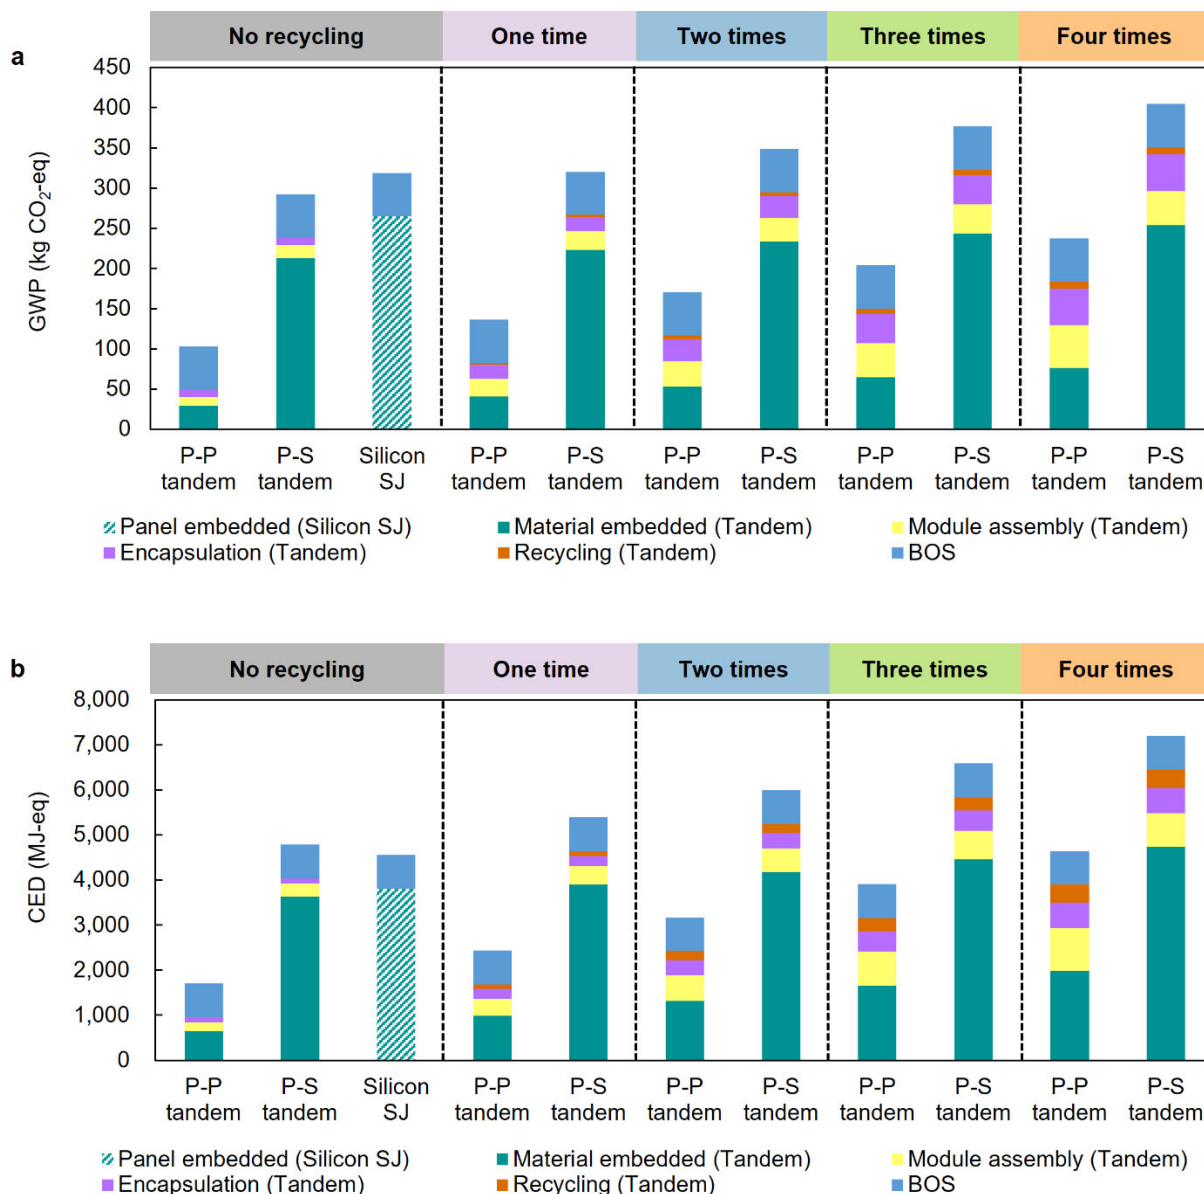 a
No recycling
One time
Two times
Three times
Four times
GWP (kg CO₂-eq)
450
400
350
300
250
200
150
100
50
0
P-P tandem
P-S tandem
Silicon SJ
P-P tandem
P-S tandem
P-P tandem
P-S tandem
P-P tandem
P-S tandem
P-P tandem
P-S tandem
Panel embedded (Silicon SJ)
Material embedded (Tandem)
Module assembly (Tandem)
Encapsulation (Tandem)
Recycling (Tandem)
BOS
b
No recycling
One time
Two times
Three times
Four times
CED (MJ-eq)
8,000
7,000
6,000
5,000
4,000
3,000
2,000
1,000
0
P-P tandem
P-S tandem
Silicon SJ
P-P tandem
P-S tandem
P-P tandem
P-S tandem
P-P tandem
P-S tandem
P-P tandem
P-S tandem
Panel embedded (Silicon SJ)
Material embedded (Tandem)
Module assembly (Tandem)
Encapsulation (Tandem)
Recycling (Tandem)
BOS